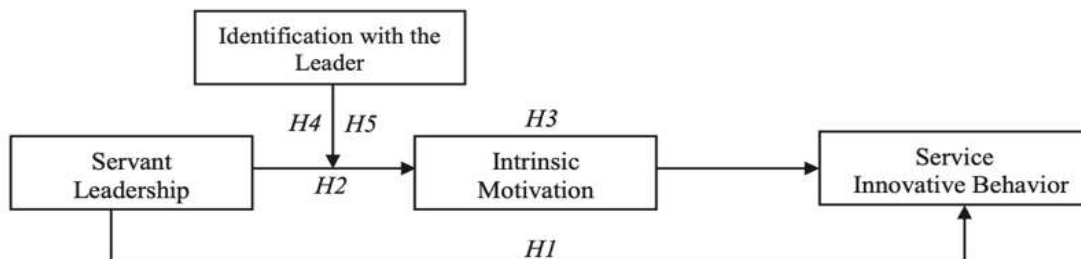 Identification with the
Leader
H4 H5
H3
Servant
Leadership
H2
Intrinsic
Motivation
Service
Innovative Behavior
H1